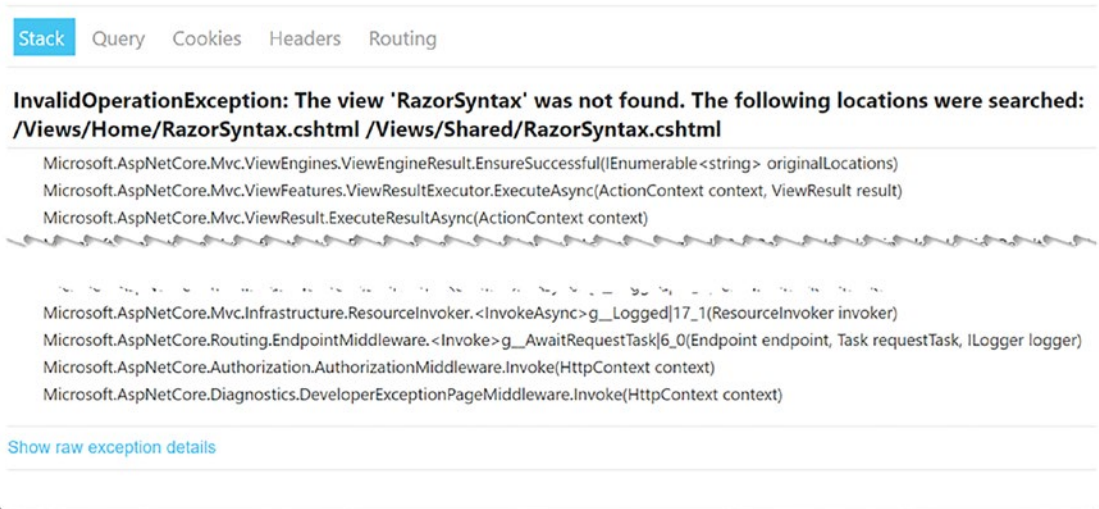 Stack Query Cookies Headers Routing
InvalidOperationException: The view 'RazorSyntax' was not found. The following locations were searched:
/Views/Home/RazorSyntax.cshtml /Views/Shared/RazorSyntax.cshtml
Microsoft.AspNetCore.Mvc.ViewEngines.ViewEngineResult.EnsureSuccessful(IEnumerable<string> originalLocations)
Microsoft.AspNetCore.Mvc.ViewFeatures.ViewResultExecutor.ExecuteAsync(ActionContext context, ViewResult result)
Microsoft.AspNetCore.Mvc.ViewResult.ExecuteResultAsync(ActionContext context)
Microsoft.AspNetCore.Mvc.Infrastructure.ResourceInvoker.<InvokeAsync>g__Logged|17_1(ResourceInvoker invoker)
Microsoft.AspNetCore.Routing.EndpointMiddleware.<Invoke>g__AwaitRequestTask|6_0(Endpoint endpoint, Task requestTask, ILogger logger)
Microsoft.AspNetCore.Authorization.AuthorizationMiddleware.Invoke(HttpContext context)
Microsoft.AspNetCore.Diagnostics.DeveloperExceptionPageMiddleware.Invoke(HttpContext context)
Show raw exception details